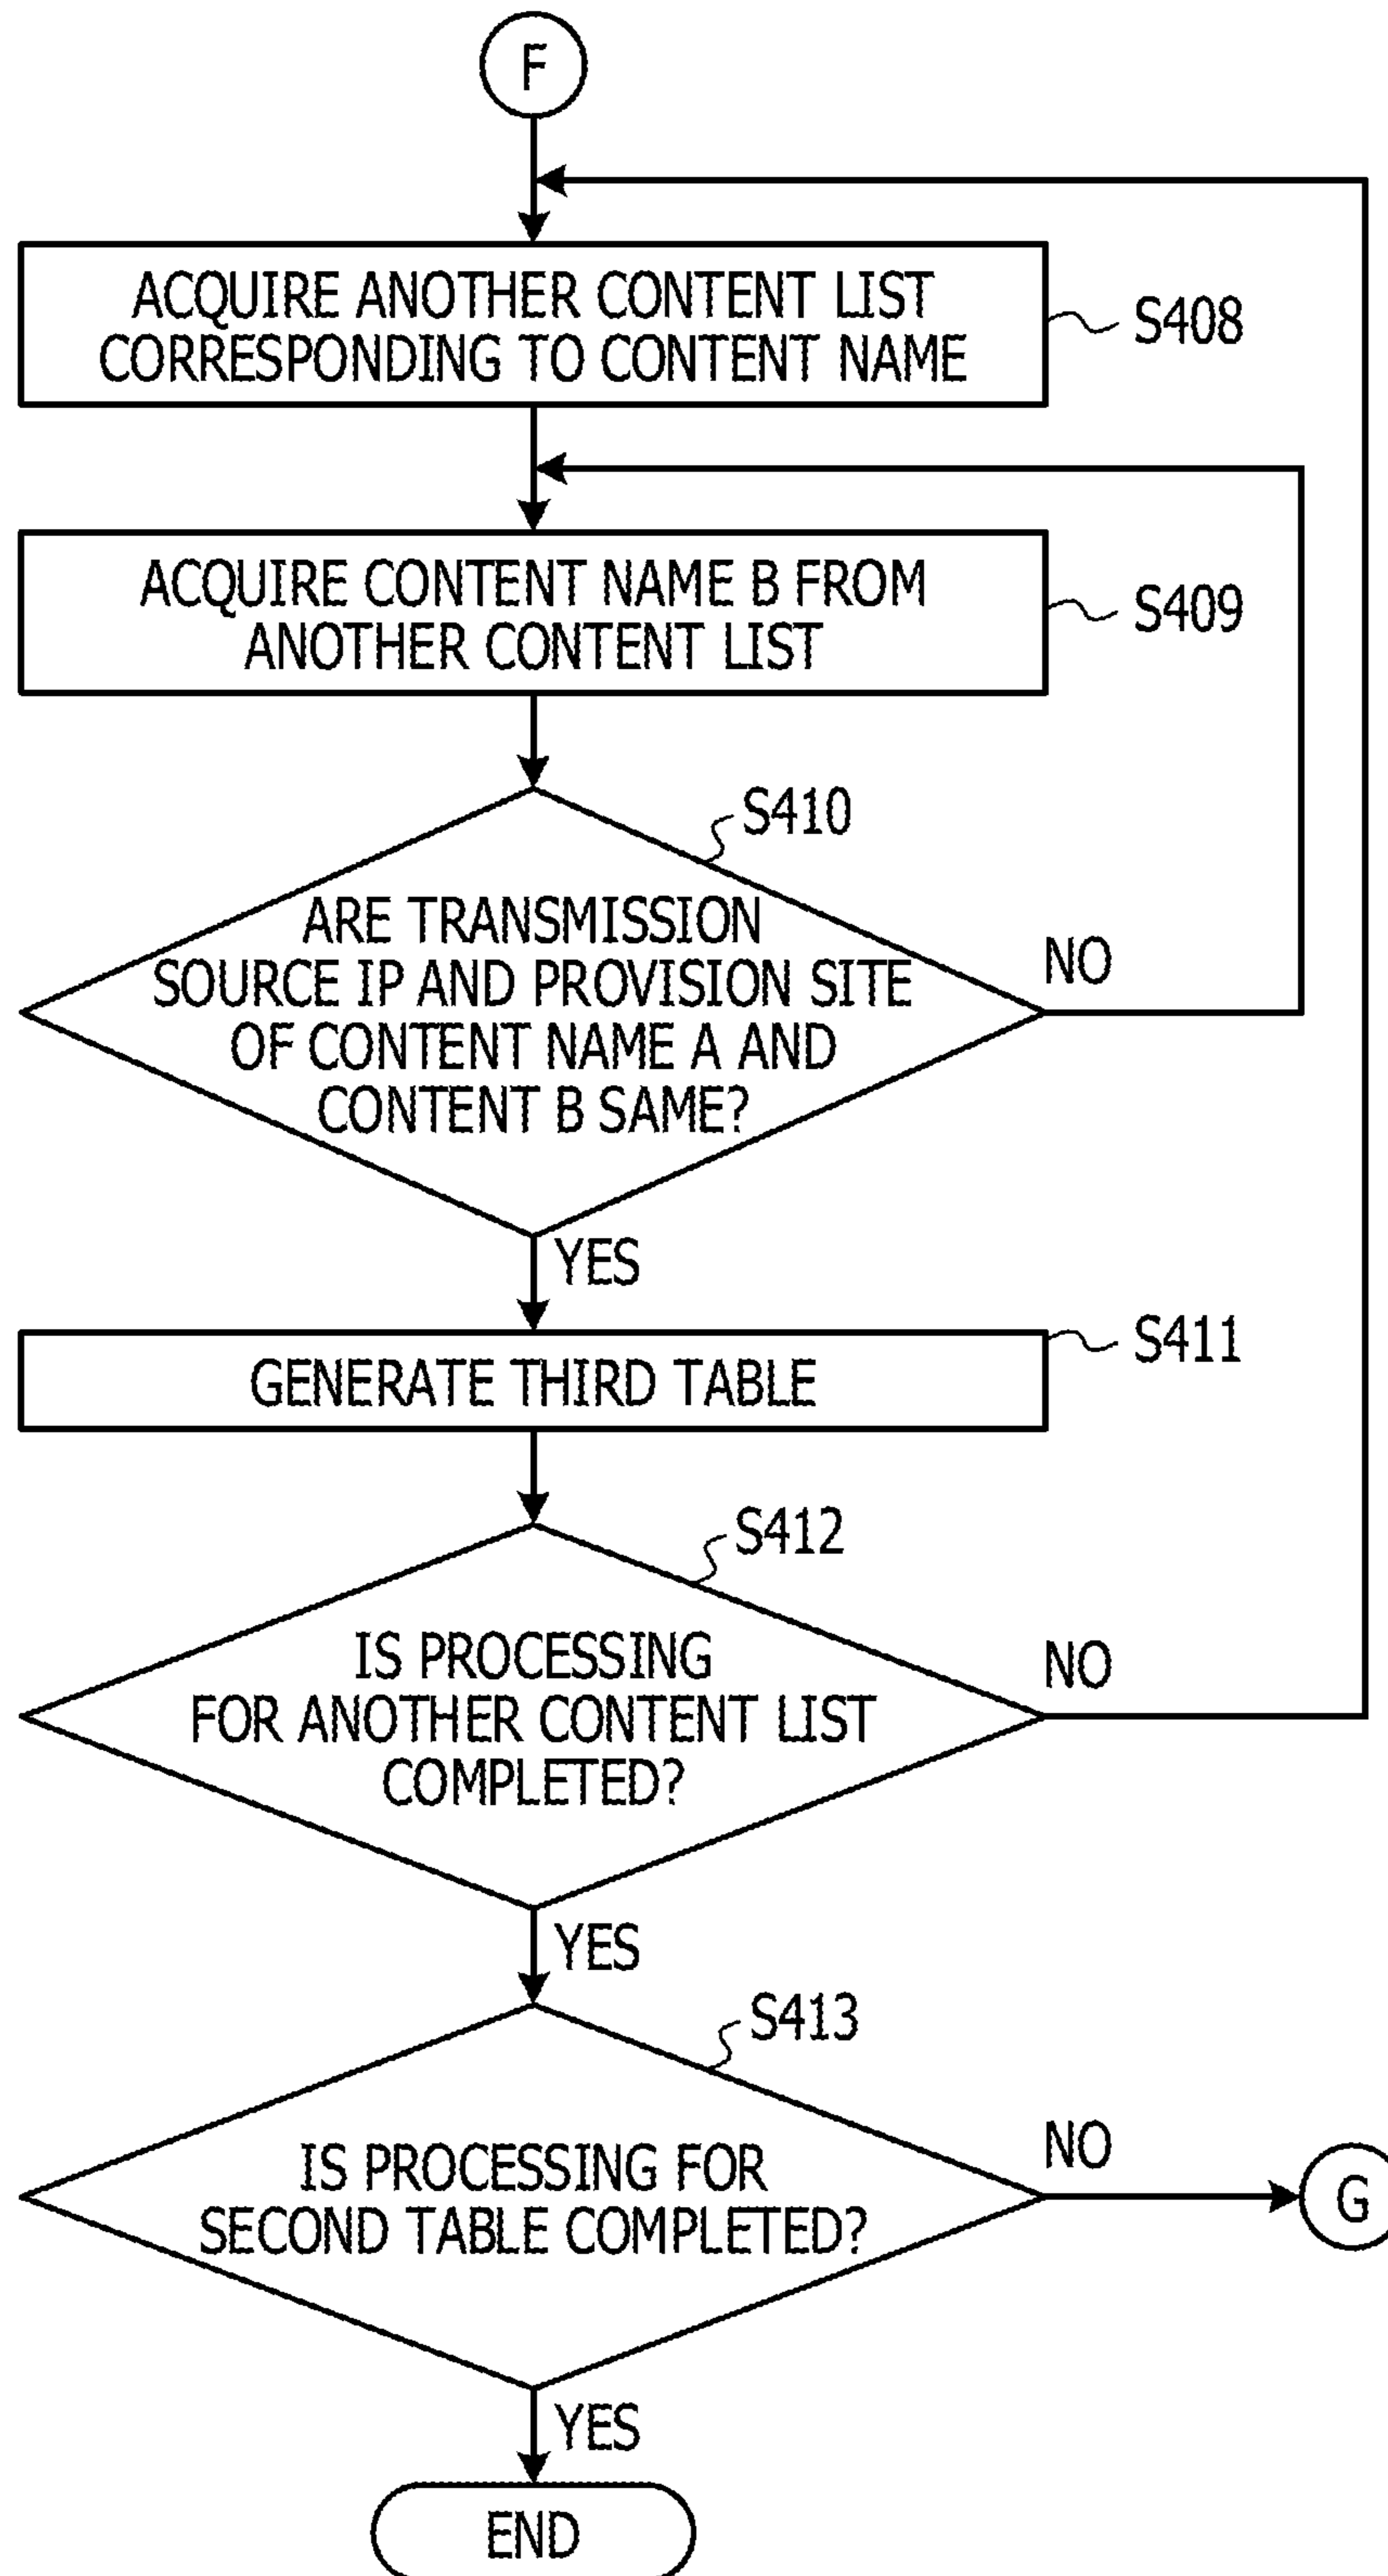 F
ACQUIRE ANOTHER CONTENT LIST
CORRESPONDING TO CONTENT NAME
S408
ACQUIRE CONTENT NAME B FROM
ANOTHER CONTENT LIST
S409
S410
ARE TRANSMISSION
SOURCE IP AND PROVISION SITE
OF CONTENT NAME A AND
CONTENT B SAME?
NO
YES
S411
GENERATE THIRD TABLE
S412
IS PROCESSING
FOR ANOTHER CONTENT LIST
COMPLETED?
NO
YES
S413
IS PROCESSING FOR
SECOND TABLE COMPLETED?
NO
G
YES
END